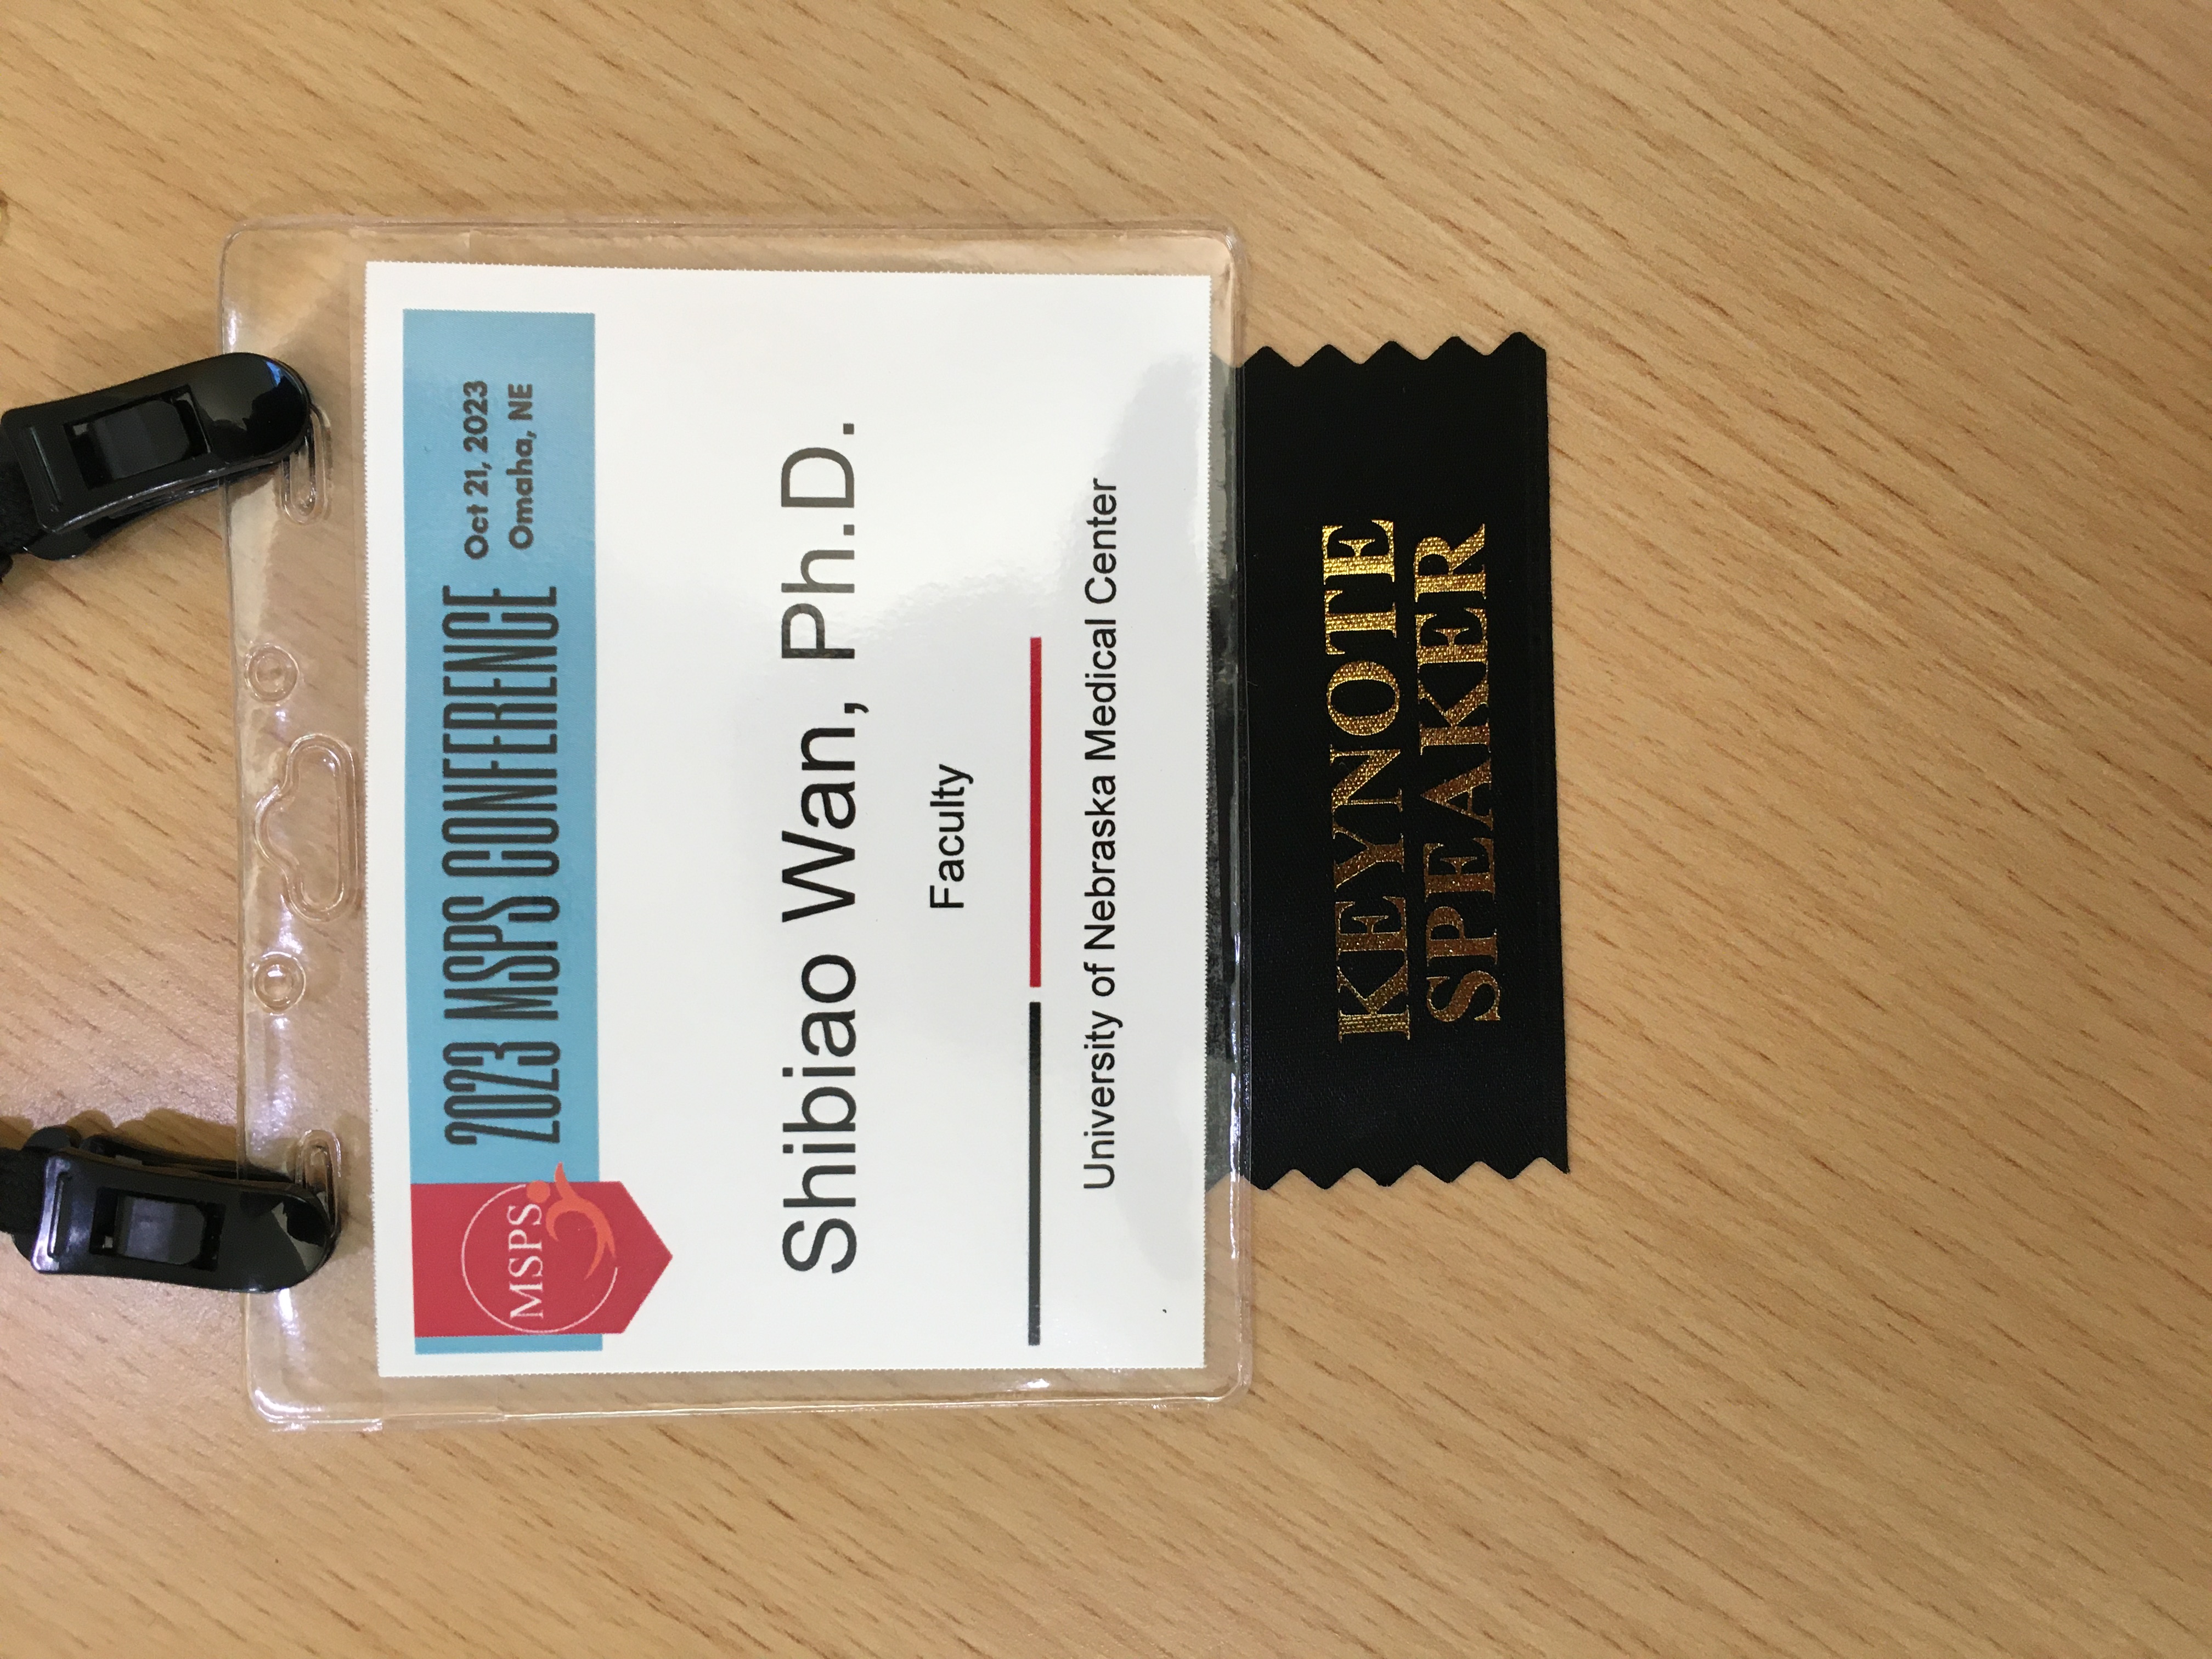 MSPS
2023 MSPS CONFERENCE
Oct 21, 2023
Omaha, NE
Shibiao Wan, Ph.D.
Faculty
University of Nebraska Medical Center
KEYNOTE
SPEAKER